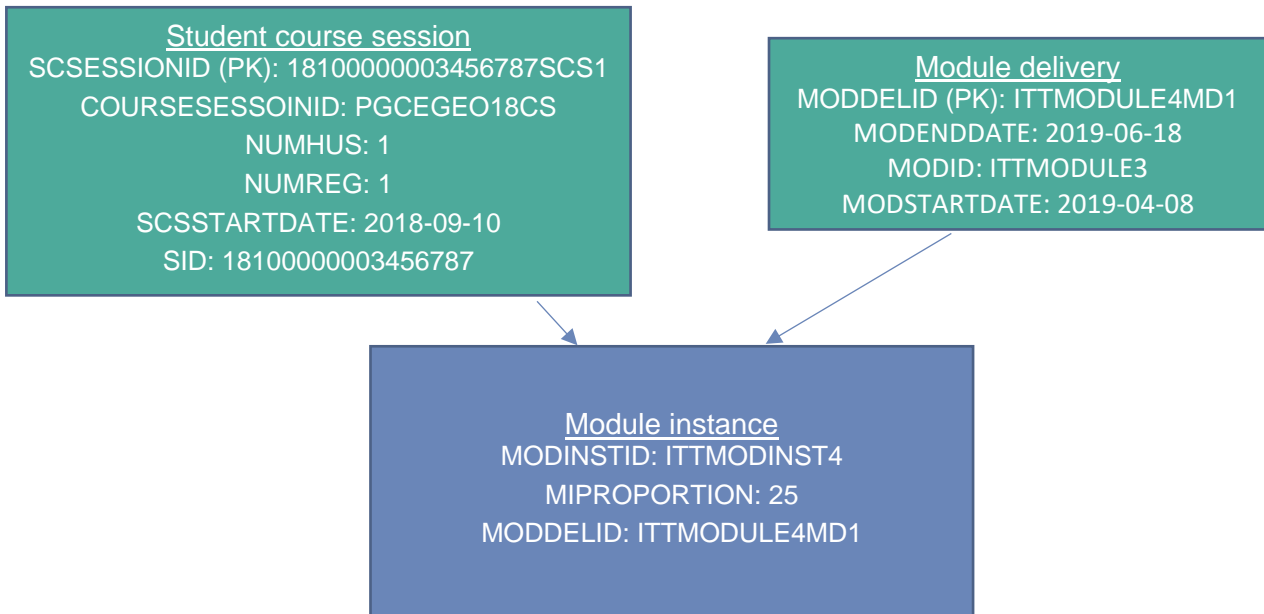 Student course session
SCSESSIONID (PK): 18100000003456787SCS1
COURSESESSOINID: PGCEGEO18CS
NUMHUS: 1
NUMREG: 1
SCSSTARTDATE: 2018-09-10
SID: 18100000003456787
Module delivery
MODDELID (PK): ITTMODULE4MD1
MODENDDATE: 2019-06-18
MODID: ITTMODULE3
MODSTARTDATE: 2019-04-08
Module instance
MODINSTID: ITTMODINST4
MIPROPORTION: 25
MODDELID: ITTMODULE4MD1